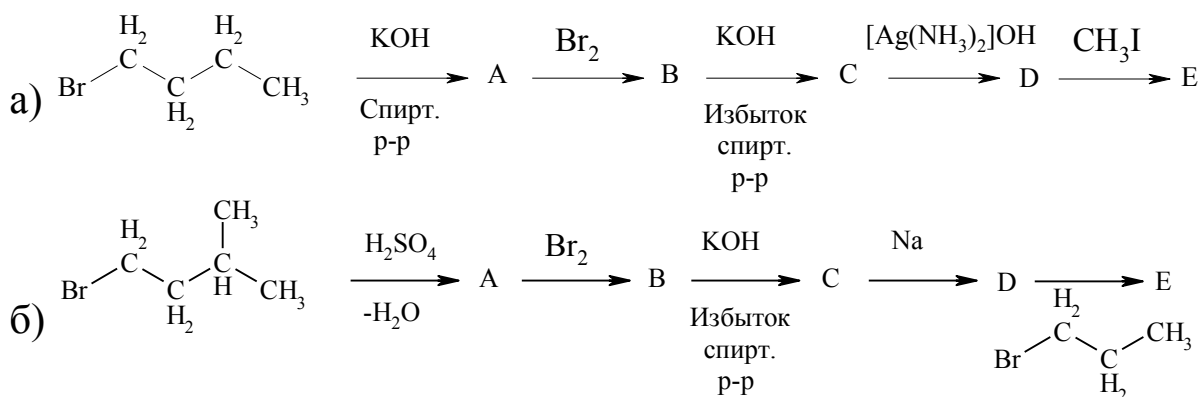 а) Br H₂ C C H₂ H₂ C CH₃ KOH Спирт. р-р A Br₂ B KOH Избыток спирт. р-р C [Ag(NH₃)₂]OH D CH₃I E
б) Br H₂ C C H₂ C H CH₃ CH₃ H₂SO₄ -H₂O A Br₂ B KOH Избыток спирт. р-р C Na D Br H₂ C C H₂ CH₃ E